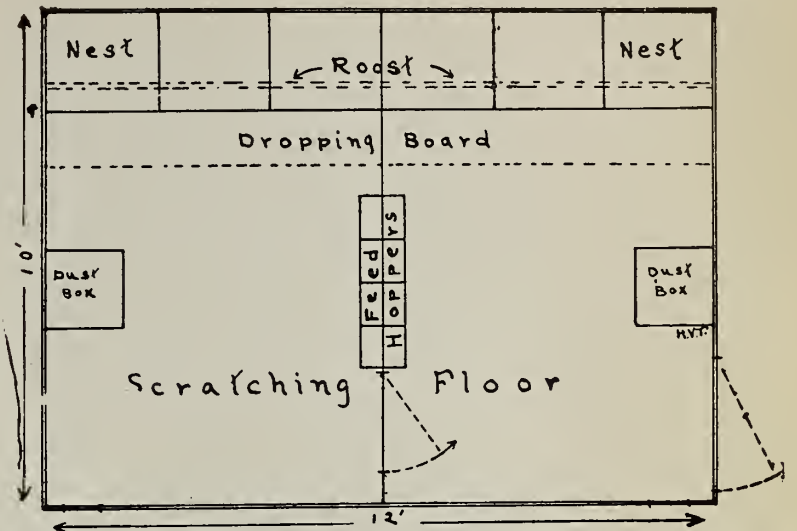 Nest Nest
Roost
Dropping Board
Feed
Hoppers
10'
Dust
Box
Dust
Box
H.V.T.
Scratching Floor
12'